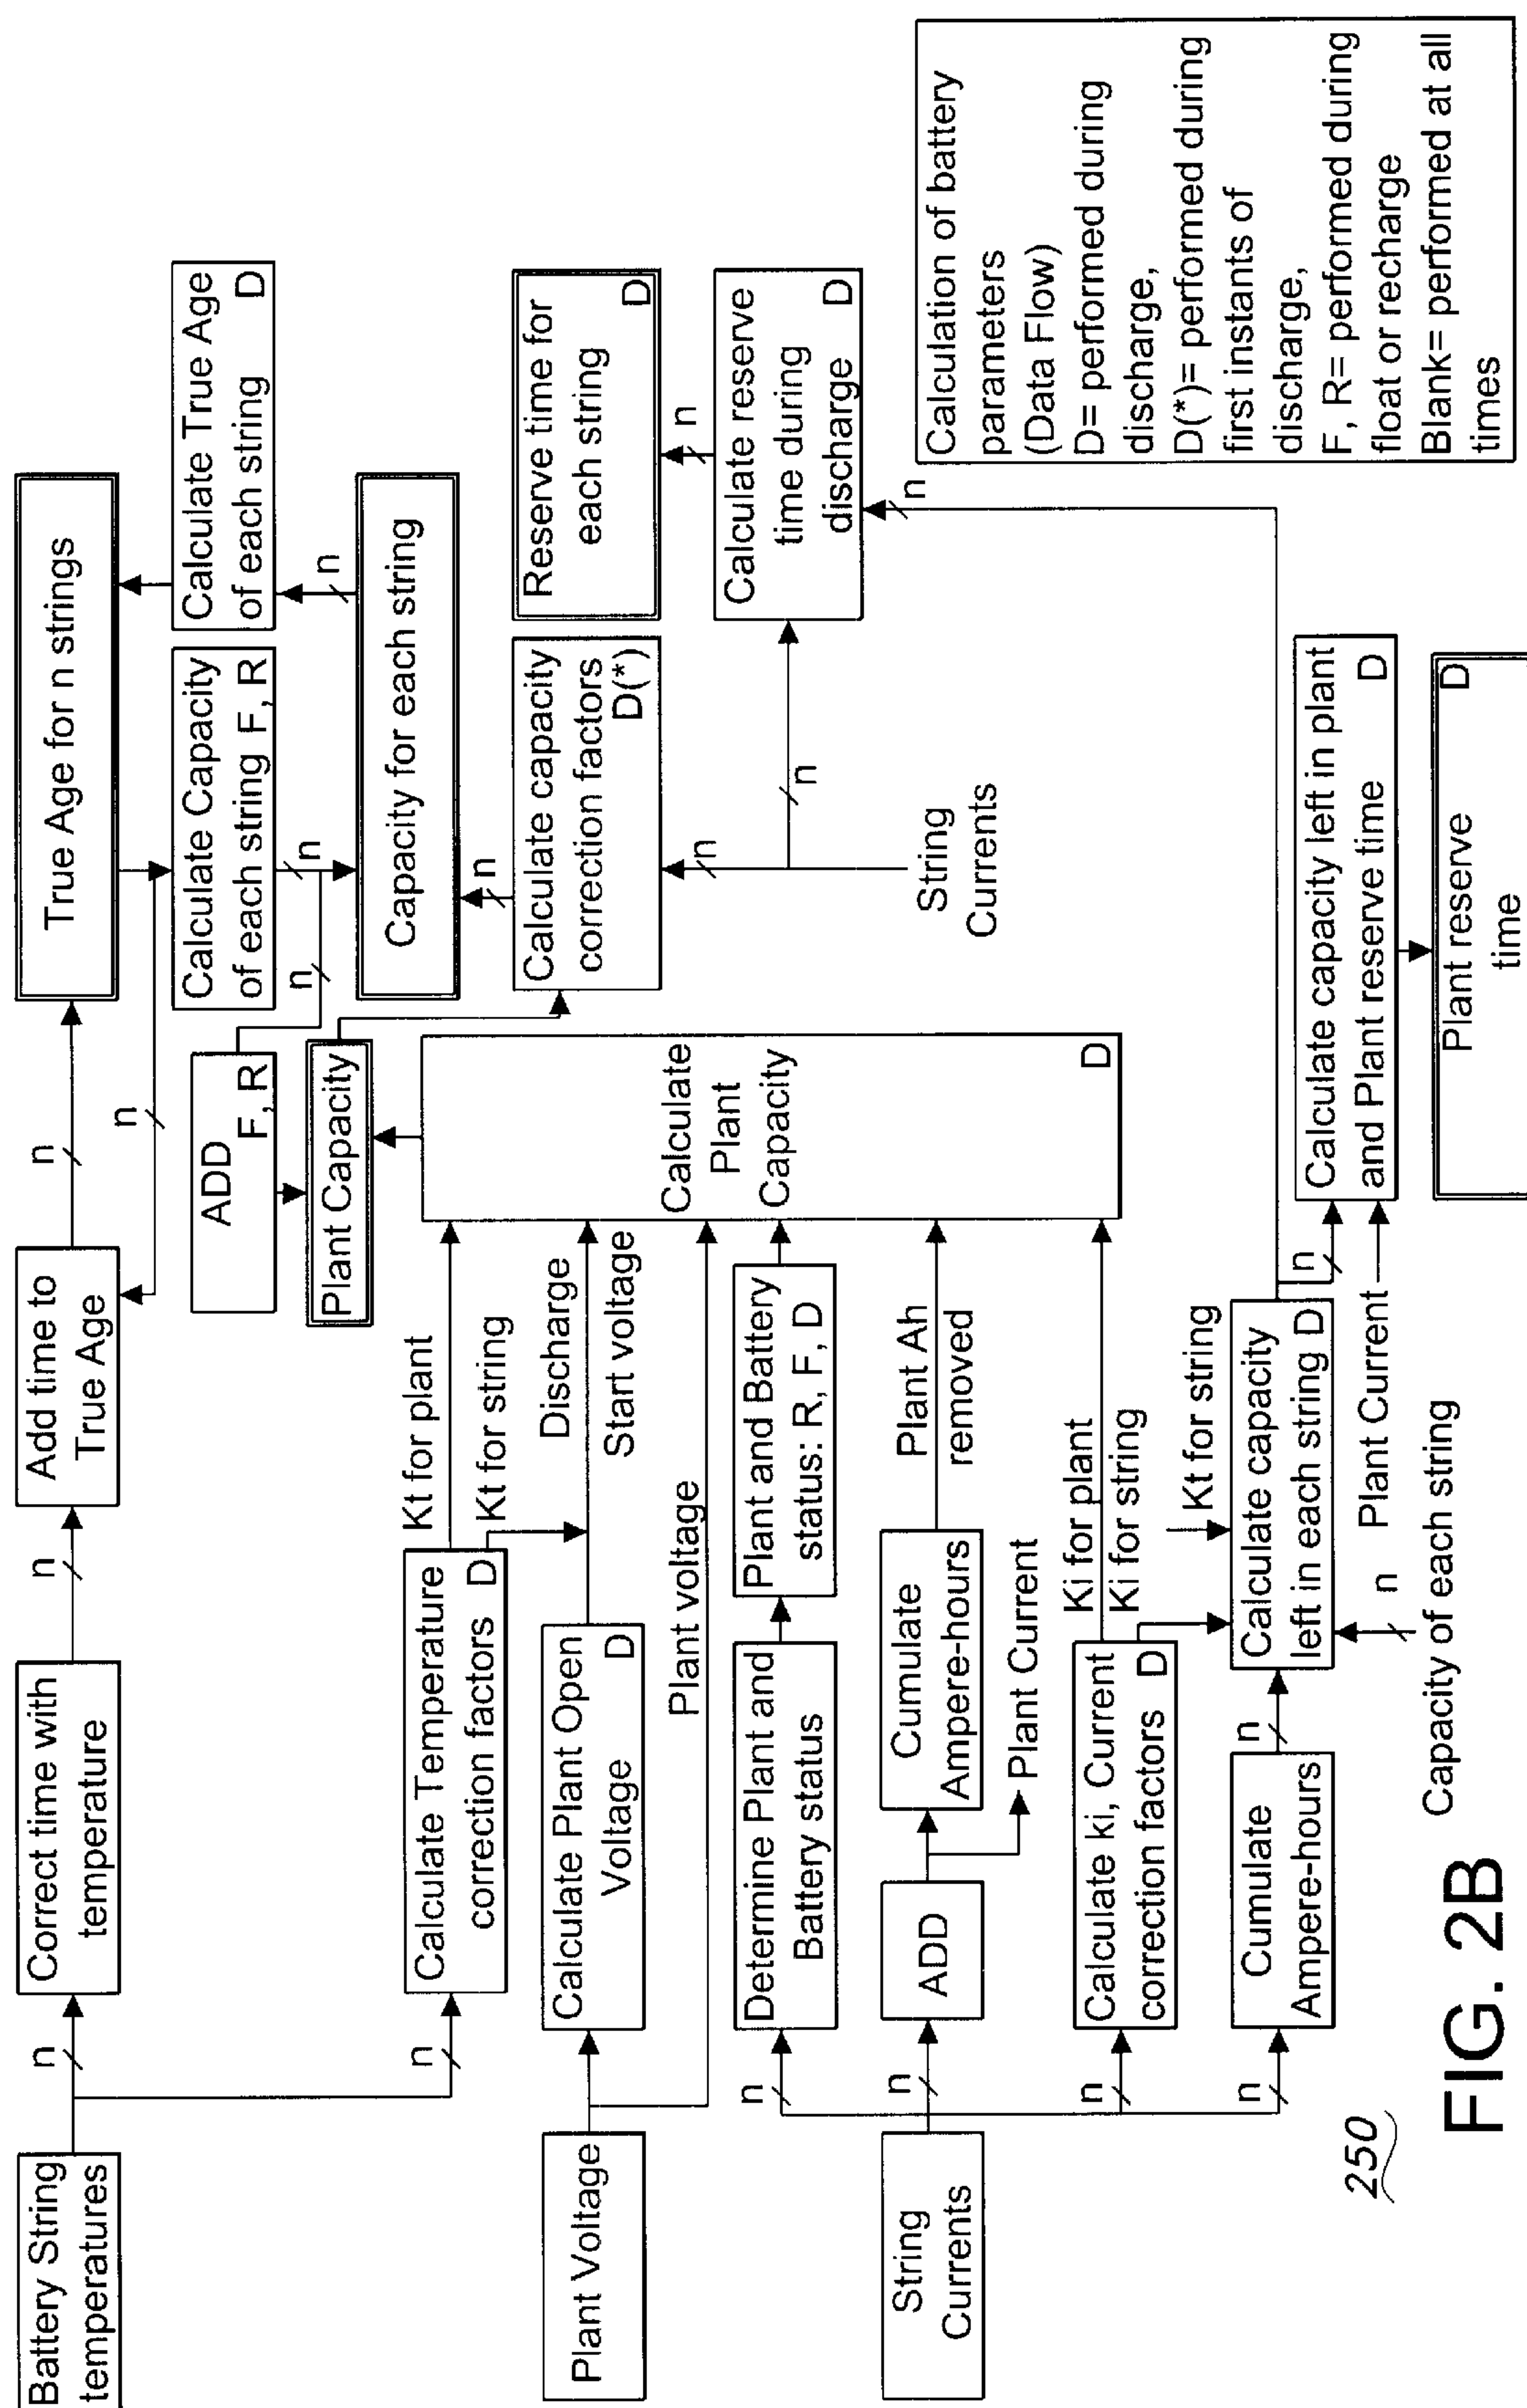 Battery String
temperatures
n
Correct time with
temperature
n
Add time to
True Age
n
n
True Age for n strings
Calculate Capacity
of each string F, R
Calculate True Age
of each string D
n
n
n
ADD
F, R
Plant Capacity
Capacity for each string
n
Calculate Temperature
correction factors D
n
Kt for plant
Kt for string
Plant Voltage
Calculate Plant Open
Voltage D
Discharge
Start voltage
Plant voltage
Calculate
Plant
Capacity
D
Calculate capacity
correction factors
D(*)
Reserve time for
each string
D
n
n
n
Calculate reserve
time during
discharge D
String
Currents
n
String
Currents
n
Determine Plant and
Battery status
Plant and Battery
status: R, F, D
n
ADD
Cumulate
Ampere-hours
Plant Ah
removed
Plant Current
n
Calculate ki, Current
correction factors D
Ki for plant
Ki for string
n
Cumulate
Ampere-hours
n
Kt for string
Calculate capacity
left in each string D
n
Capacity of each string
n
Plant Current
Calculate capacity left in plant
and Plant reserve time D
Plant reserve D
time
Calculation of battery
parameters
(Data Flow)
D= performed during
discharge,
D(*)= performed during
first instants of
discharge,
F, R= performed during
float or recharge
Blank= performed at all
times
250
FIG. 2B